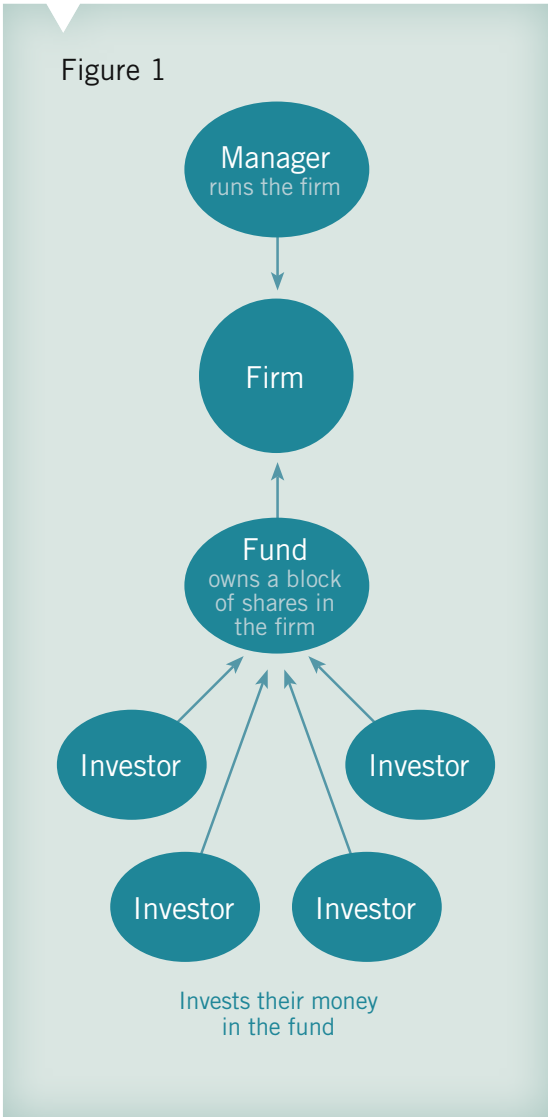 Figure 1
Manager
runs the firm
Firm
Fund
owns a block
of shares in
the firm
Investor
Investor
Investor
Investor
Invests their money
in the fund